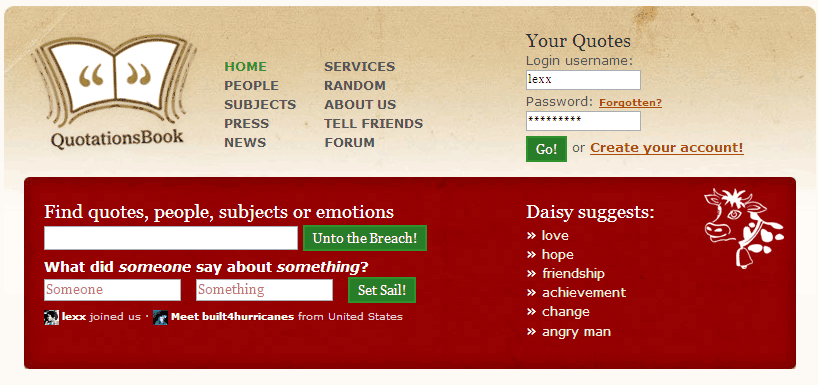 QuotationsBook
HOME
PEOPLE
SUBJECTS
PRESS
NEWS
SERVICES
RANDOM
ABOUT US
TELL FRIENDS
FORUM
Your Quotes
Login username:
lexx
Password: Forgotten?
*********
Go! or Create your account!
Find quotes, people, subjects or emotions
Unto the Breach!
What did someone say about something?
Someone Something Set Sail!
lexx joined us · Meet built4hurricanes from United States
Daisy suggests:
» love
» hope
» friendship
» achievement
» change
» angry man